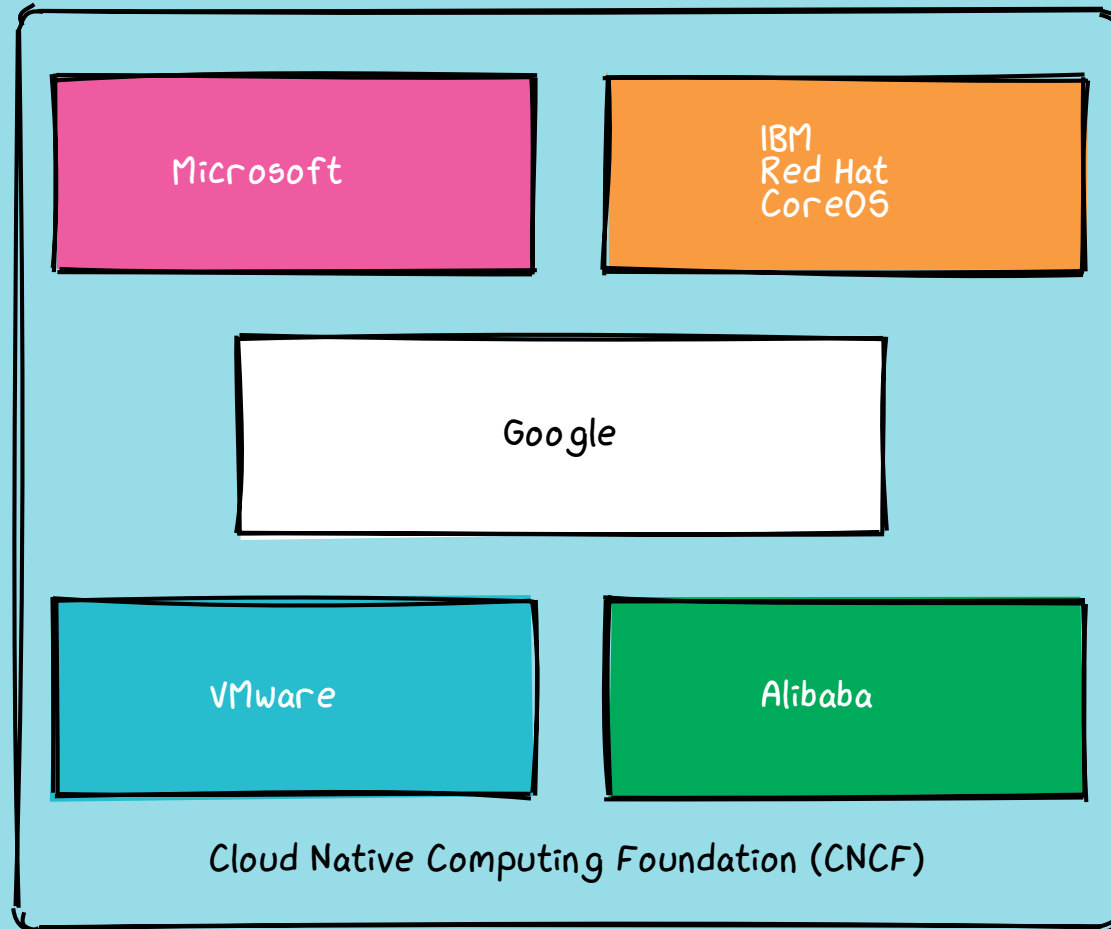 Microsoft
IBM
Red Hat
CoreOS
Google
VMware
Alibaba
Cloud Native Computing Foundation (CNCF)